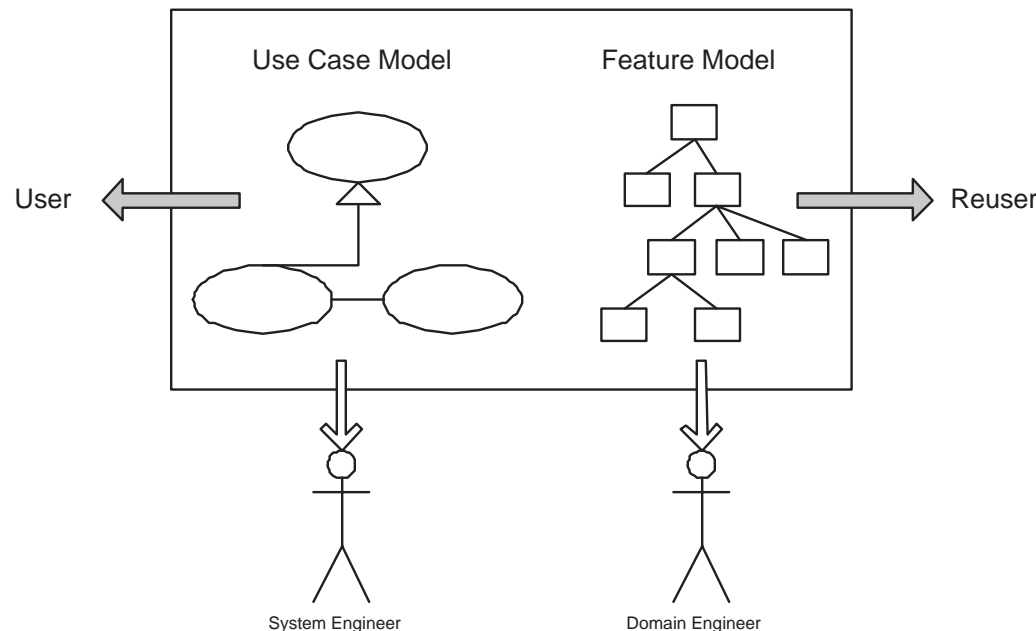 Use Case Model
Feature Model
User
Reuser
System Engineer
Domain Engineer